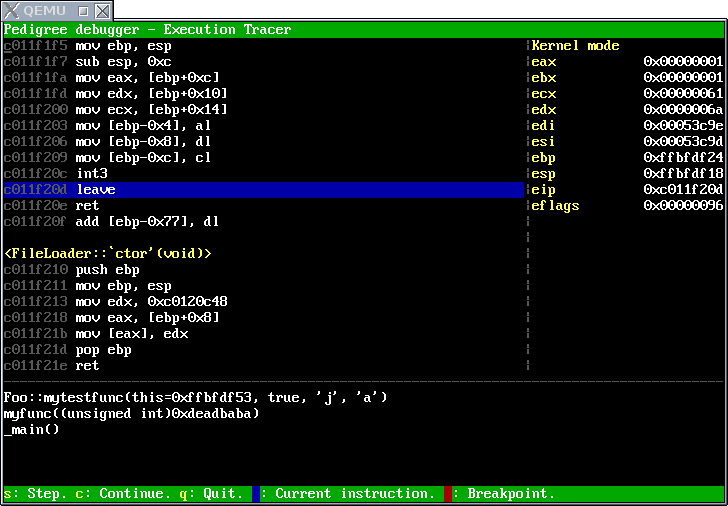 QEMU
Pedigree debugger - Execution Tracer
c011f1f5 mov ebp, esp
c011f1f7 sub esp, 0xc
c011f1fa mov eax, [ebp+0xc]
c011f1fd mov edx, [ebp+0x10]
c011f200 mov ecx, [ebp+0x14]
c011f203 mov [ebp-0x4], al
c011f206 mov [ebp-0x8], dl
c011f209 mov [ebp-0xc], cl
c011f20c int3
c011f20d leave
c011f20e ret
c011f20f add [ebp-0x77], dl
<FileLoader::`ctor'(void)>
c011f210 push ebp
c011f211 mov ebp, esp
c011f213 mov edx, 0xc0120c48
c011f218 mov eax, [ebp+0x8]
c011f21b mov [eax], edx
c011f21d pop ebp
c011f21e ret
Kernel mode
eax 0x00000001
ebx 0x00000001
ecx 0x00000061
edx 0x0000006a
edi 0x00053c9e
esi 0x00053c9d
ebp 0xffbfdf24
esp 0xffbfdf18
eip 0xc011f20d
eflags 0x00000096
Foo::mytestfunc(this=0xffbfdf53, true, 'j', 'a')
myfunc((unsigned int)0xdeadbaba)
_main()
s: Step. c: Continue. q: Quit. : Current instruction. : Breakpoint.